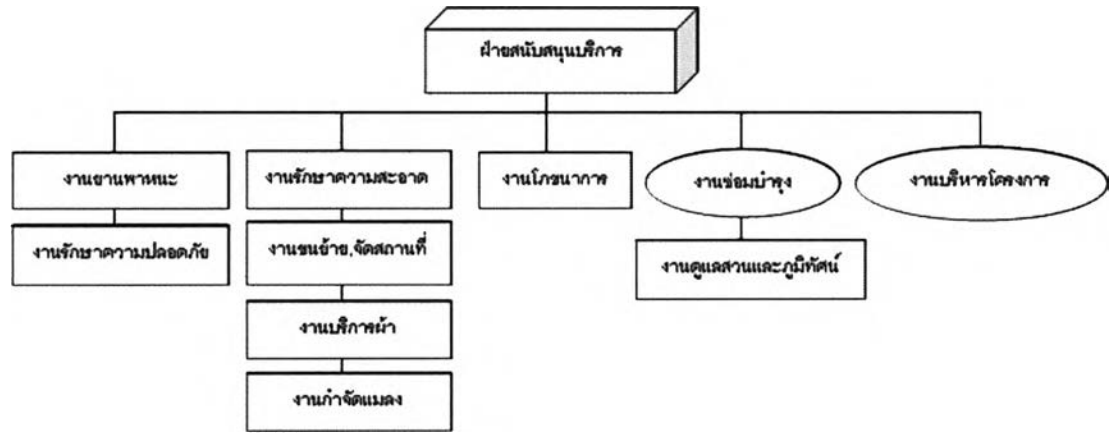 ฝ่ายสนับสนุนบริการ
งานยานพาหนะ
งานรักษาความสะอาด
งานโภชนาการ
งานซ่อมบำรุง
งานบริหารโครงการ
งานรักษาความปลอดภัย
งานขนย้าย,จัดสถานที่
งานดูแลสวนและภูมิทัศน์
งานบริการผ้า
งานกำจัดแมลง